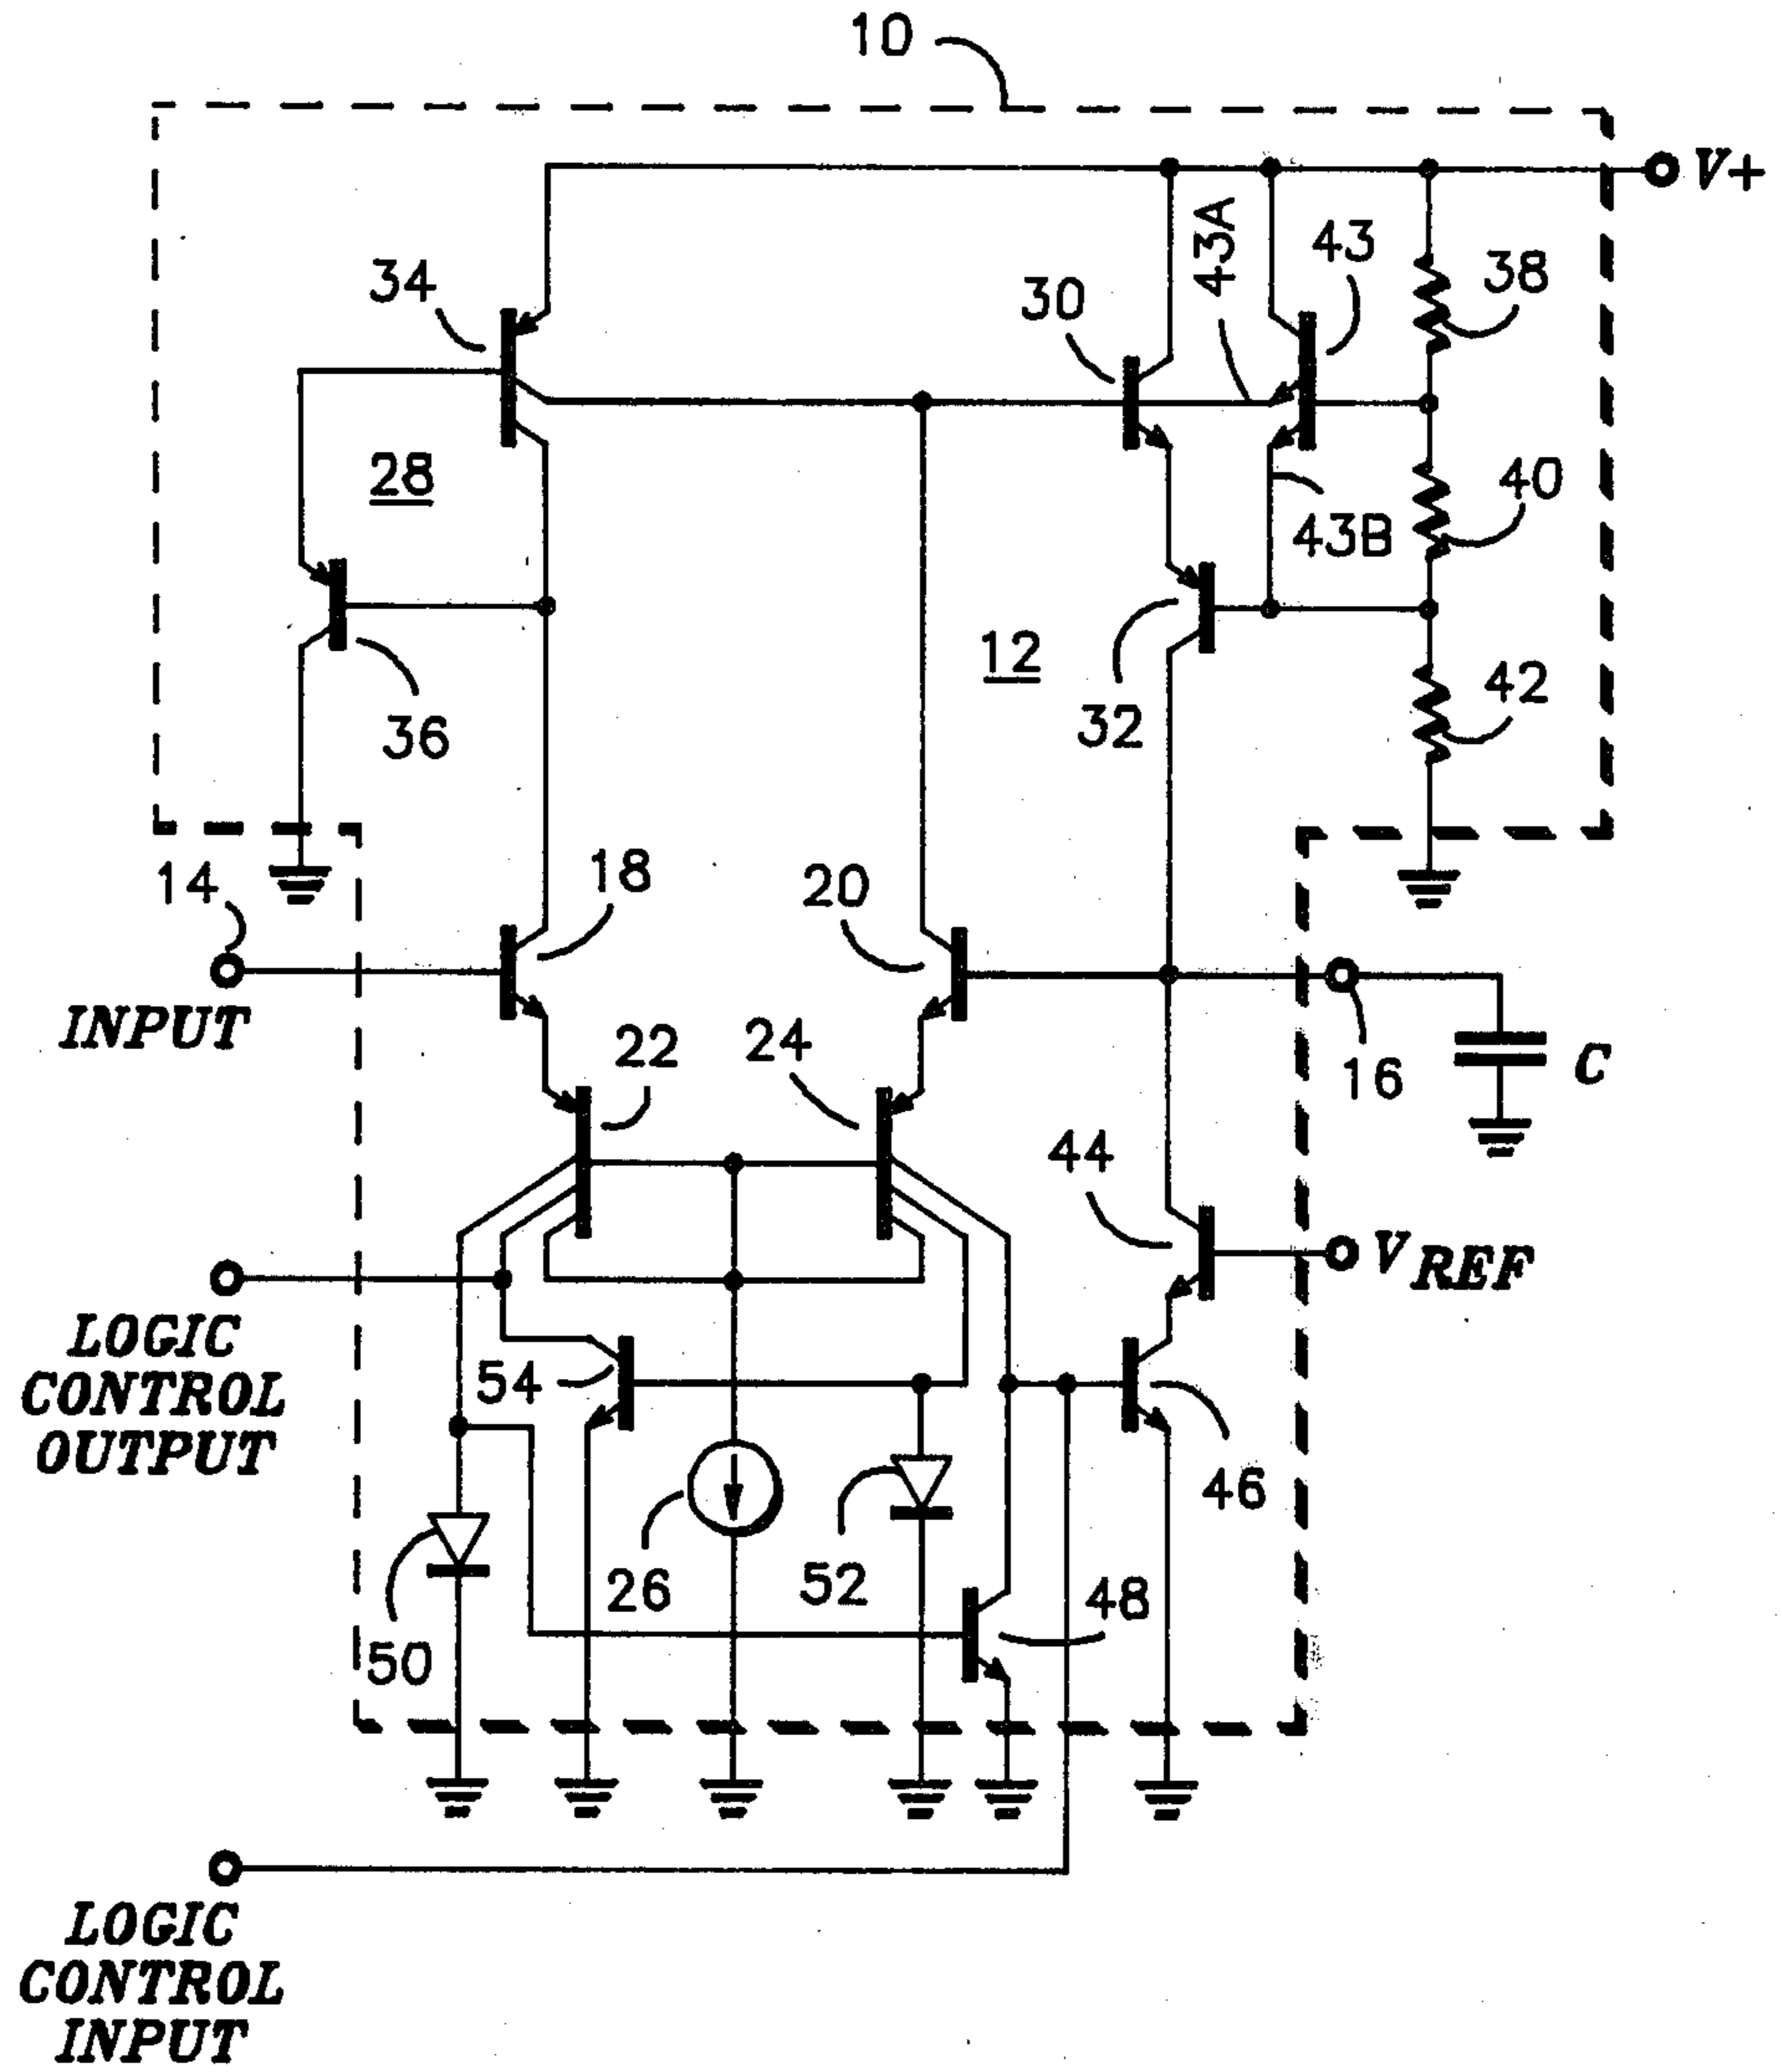 10
V+
43A
43
34
30
38
28
40
43B
12
32
42
36
14
18
20
INPUT
22
24
16
C
44
V REF
LOGIC
CONTROL
OUTPUT
54
46
26
52
48
50
LOGIC
CONTROL
INPUT